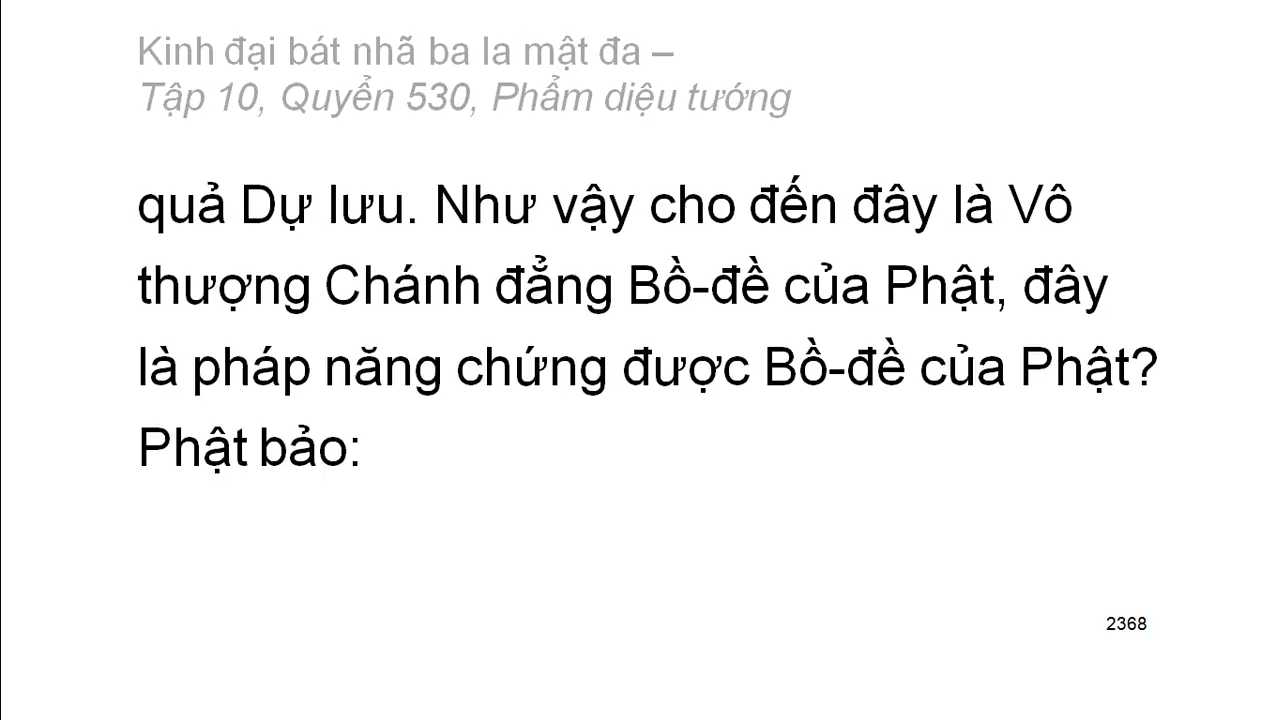 Kinh đại bát nhã ba la mật đa –
Tập 10, Quyển 530, Phẩm diệu tướng
quả Dự lưu. Như vậy cho đến đây là Vô
thượng Chánh đẳng Bồ-đề của Phật, đây
là pháp năng chứng được Bồ-đề của Phật?
Phật bảo:
2368